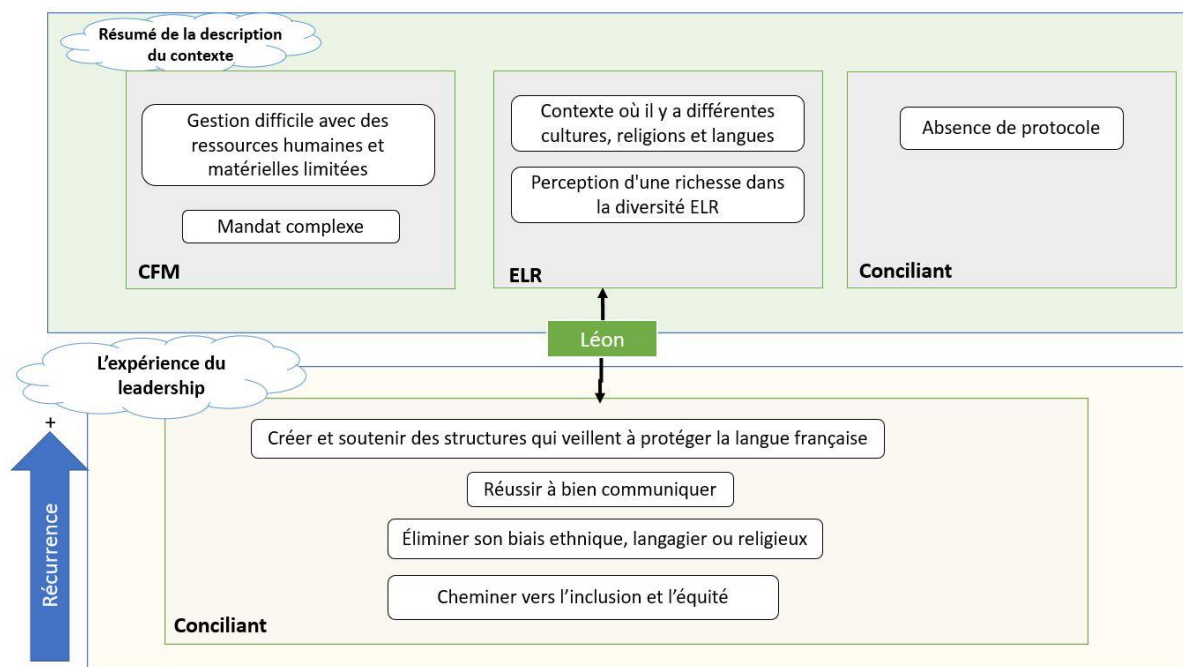 Résumé de la description
du contexte
Gestion difficile avec des
ressources humaines et
matérielles limitées
Mandat complexe
CFM
Contexte où il y a différentes
cultures, religions et langues
Perception d'une richesse dans
la diversité ELR
ELR
Absence de protocole
Conciliant
Léon
L'expérience du
leadership
+
Récurrence
Créer et soutenir des structures qui veillent à protéger la langue française
Réussir à bien communiquer
Éliminer son biais ethnique, langagier ou religieux
Cheminer vers l'inclusion et l'équité
Conciliant